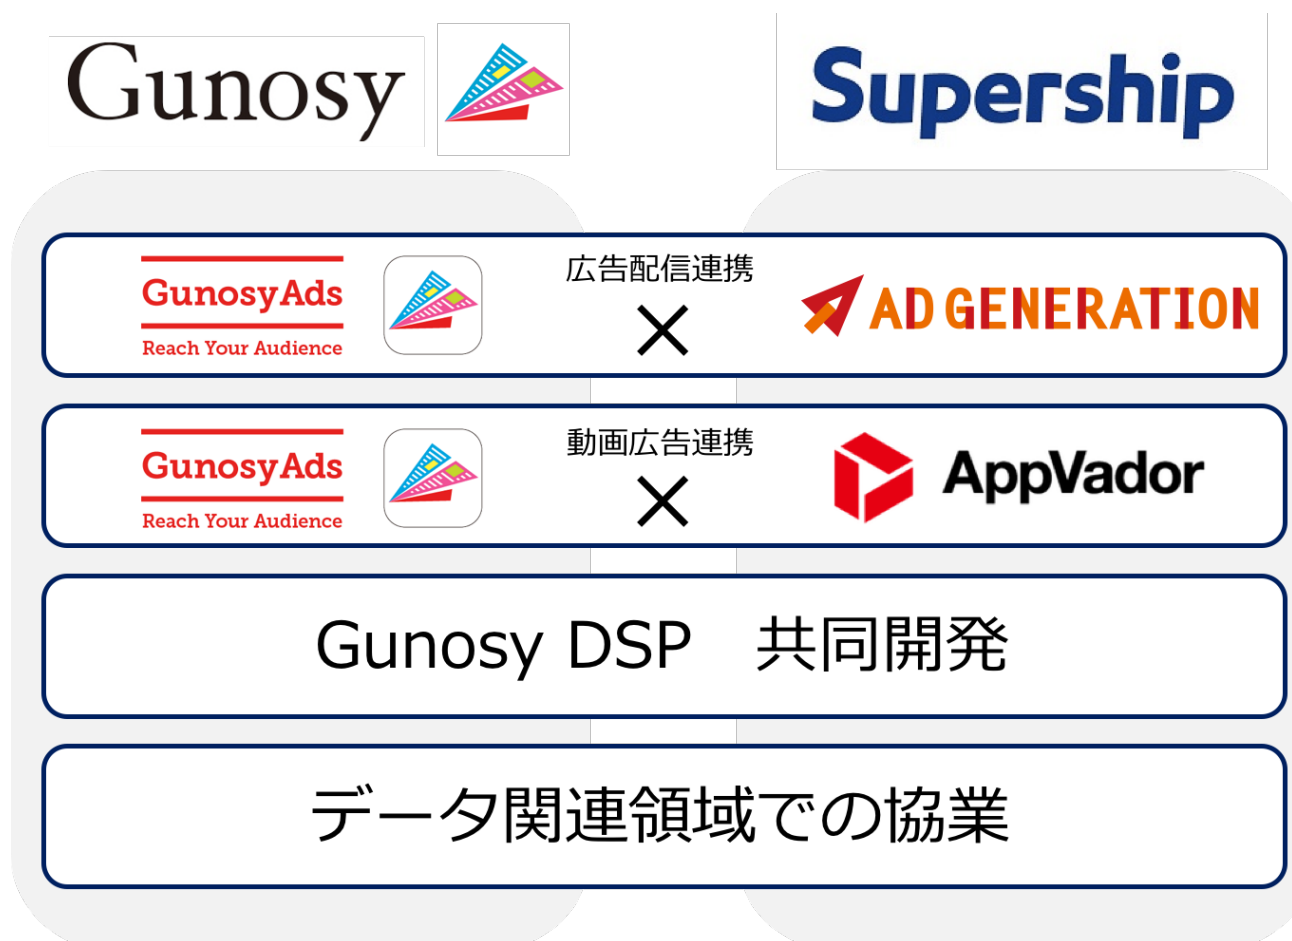 Gunosy
Supership
GunosyAds
Reach Your Audience
広告配信連携
×
AD GENERATION
GunosyAds
Reach Your Audience
動画広告連携
×
AppVador
Gunosy DSP　共同開発
データ関連領域での協業